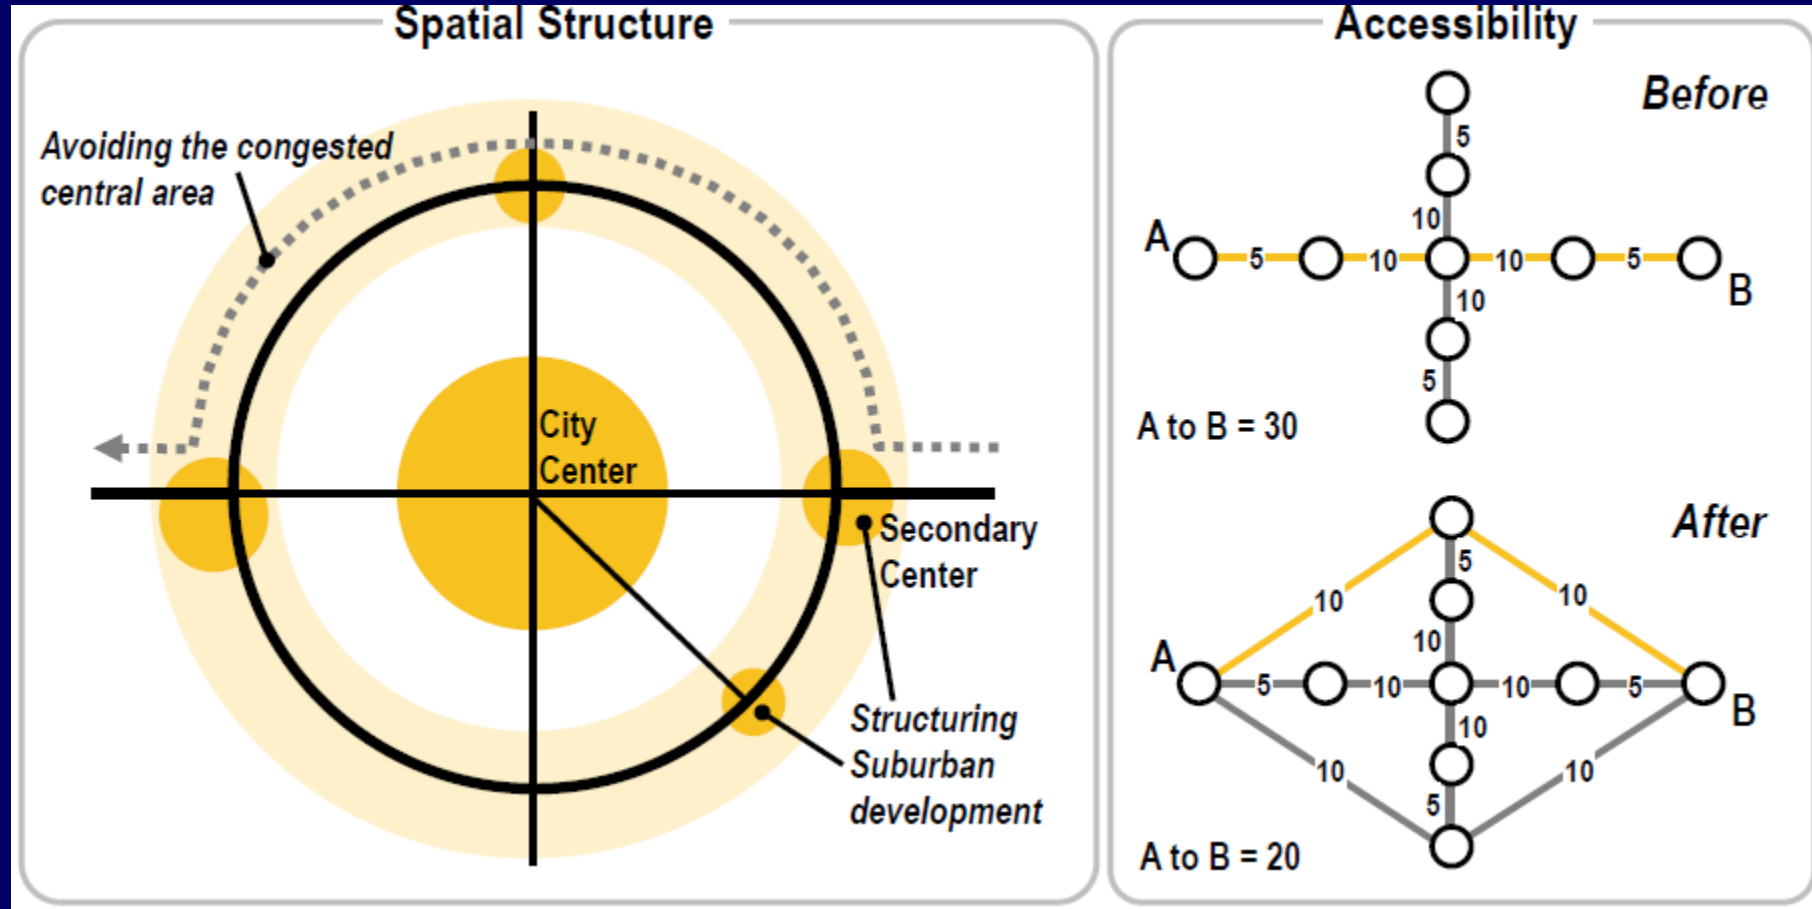 Spatial Structure
Avoiding the congested
central area
City
Center
Secondary
Center
Structuring
Suburban
development
Accessibility
Before
5
10
A
5
10
10
5
B
10
5
A to B = 30
After
5
10
10
10
A
5
10
10
5
B
10
10
10
5
A to B = 20